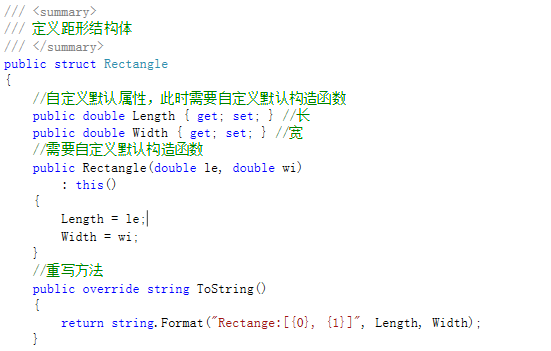 /// <summary>
/// 定义距形结构体
/// </summary>
public struct Rectangle
{
//自定义默认属性，此时需要自定义默认构造函数
public double Length { get; set; } //长
public double Width { get; set; } //宽
//需要自定义默认构造函数
public Rectangle(double le, double wi)
: this()
{
Length = le;
Width = wi;
}
//重写方法
public override string ToString()
{
return string.Format("Rectange:[{0}, {1}]", Length, Width);
}